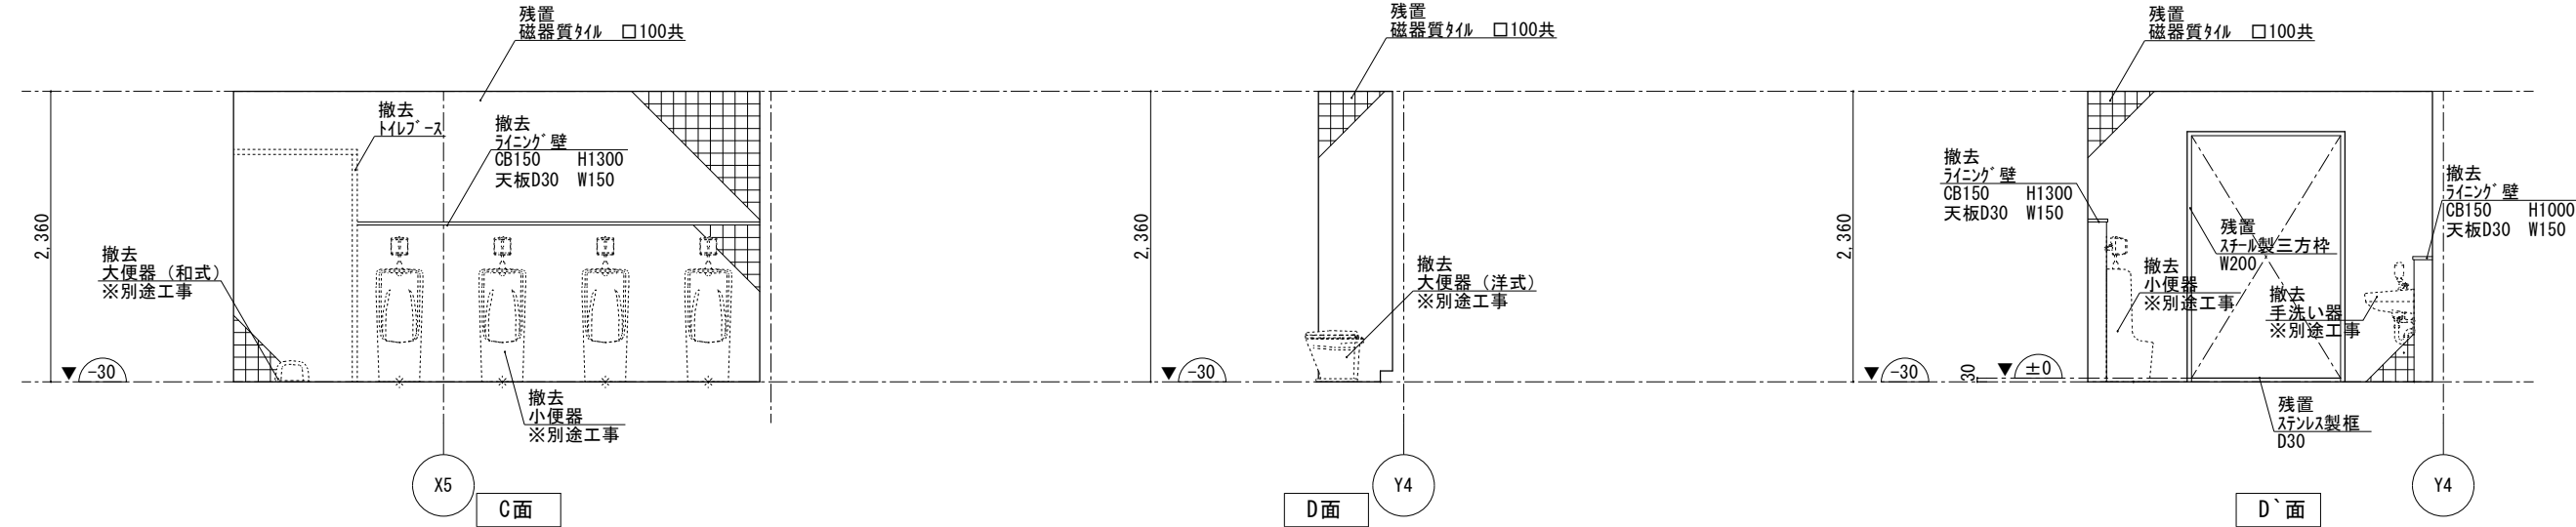 残置
磁器質ﾀｲﾙ □100共
撤去
ﾄｲﾚﾌﾞｰｽ
撤去
ﾗｲﾆﾝｸﾞ壁
CB150 H1300
天板D30 W150
2,360
撤去
大便器（和式）
※別途工事
-30
撤去
小便器
※別途工事
X5
C面
残置
磁器質ﾀｲﾙ □100共
2,360
撤去
大便器（洋式）
※別途工事
-30
Y4
D面
残置
磁器質ﾀｲﾙ □100共
撤去
ﾗｲﾆﾝｸﾞ壁
CB150 H1300
天板D30 W150
2,360
残置
ｽﾁｰﾙ製三方枠
W200
撤去
小便器
※別途工事
撤去
手洗い器
※別途工事
撤去
ﾗｲﾆﾝｸﾞ壁
CB150 H1000
天板D30 W150
-30
30
±0
残置
ｽﾃﾝﾚｽ製框
D30
Y4
D`面